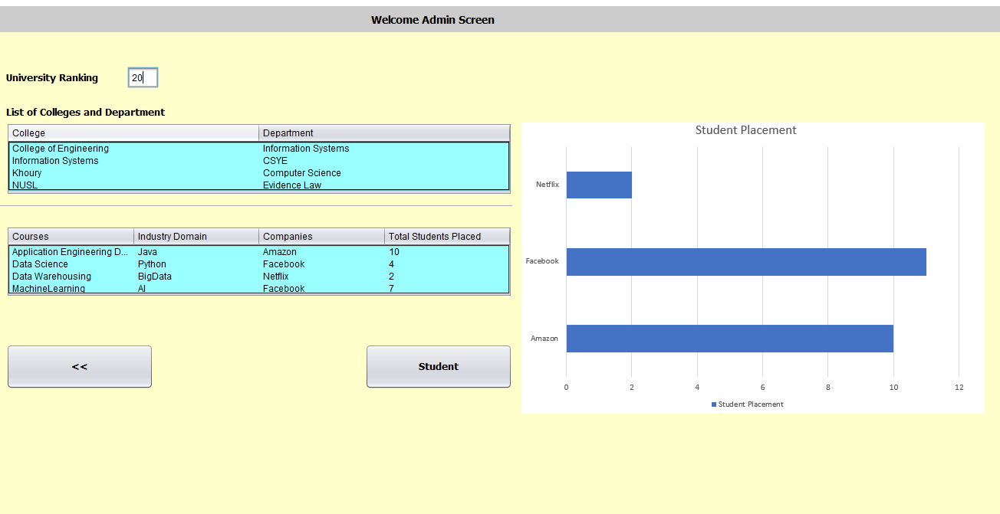 Welcome Admin Screen
University Ranking 20
List of Colleges and Department
College Department
College of Engineering Information Systems
Information Systems CSYE
Khoury Computer Science
NUSL Evidence Law
Courses Industry Domain Companies Total Students Placed
Application Engineering D... Java Amazon 10
Data Science Python Facebook 4
Data Warehousing BigData Netflix 2
MachineLearning AI Facebook 7
<< Student
Student Placement
Netflix
Facebook
Amazon
0 2 4 6 8 10 12
Student Placement